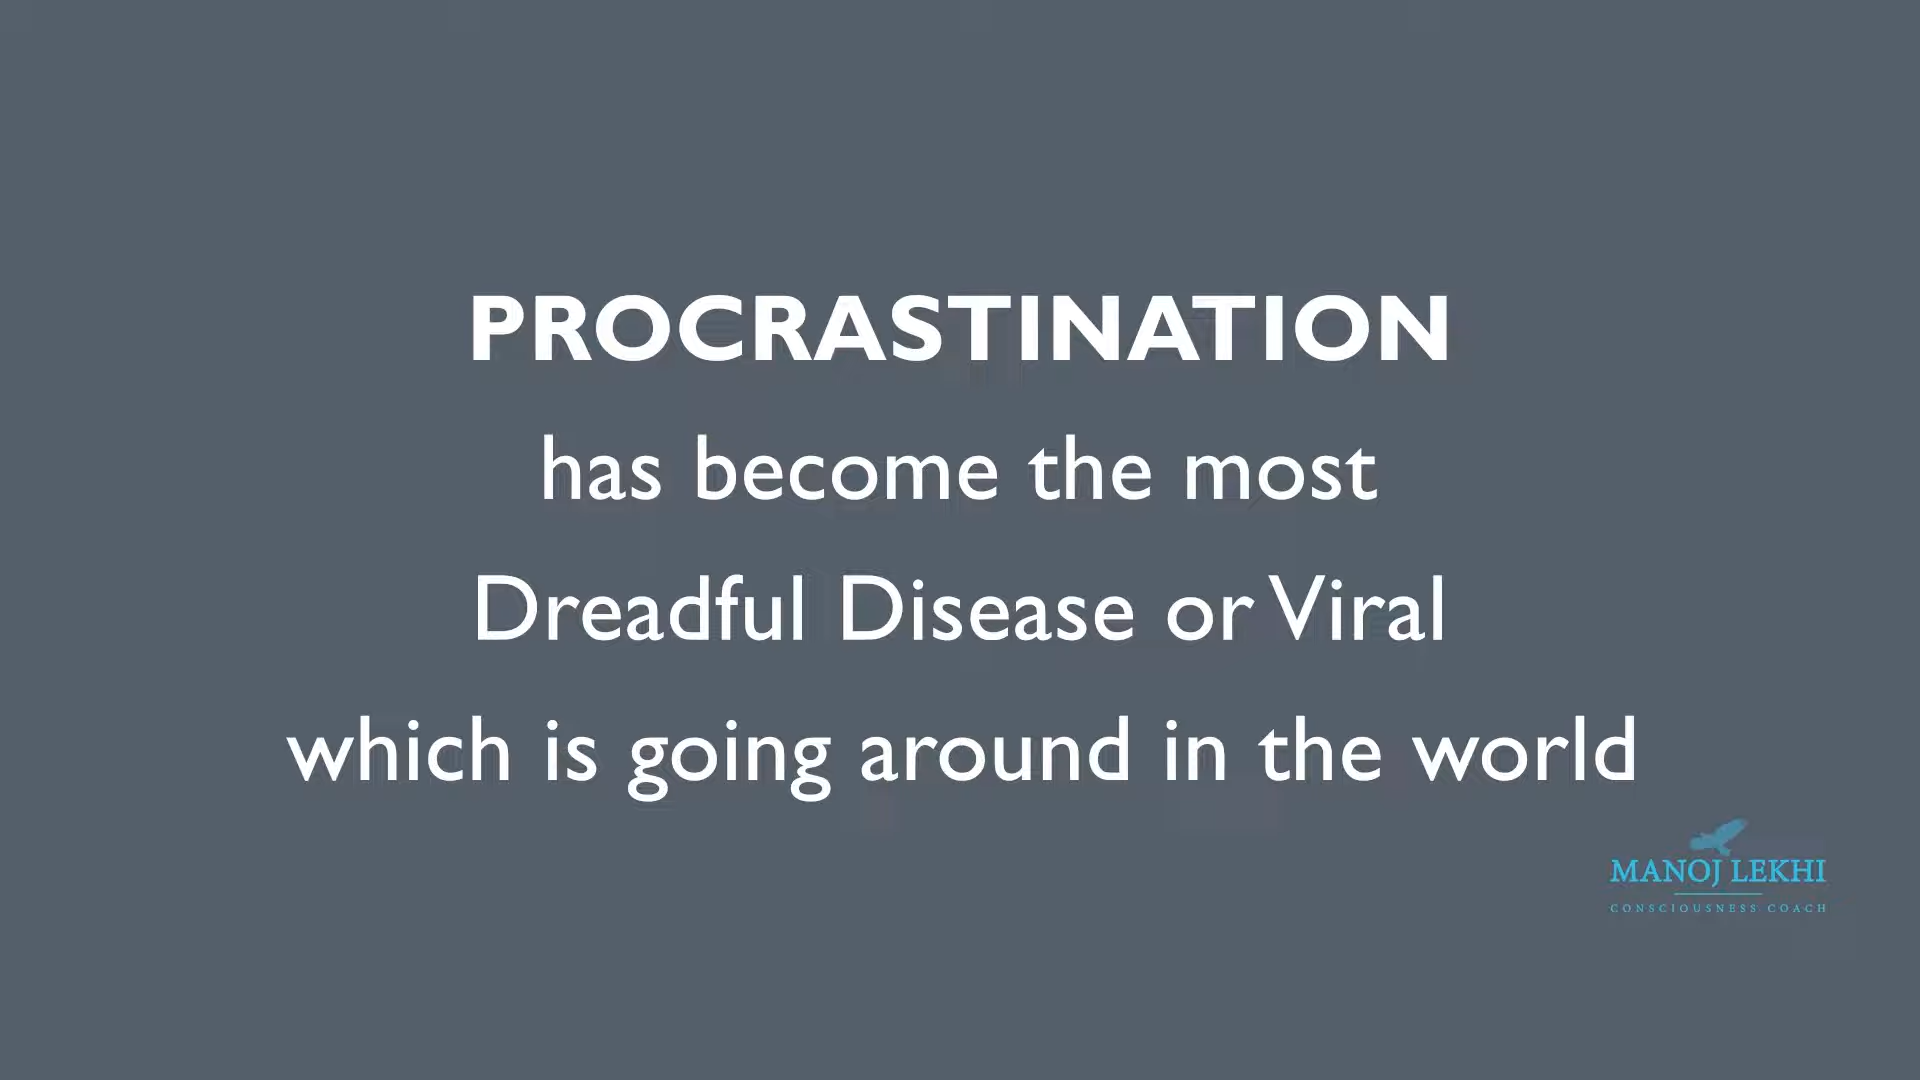 PROCRASTINATION
has become the most
Dreadful Disease or Viral
which is going around in the world
MANOJ LEKHI
CONSCIOUSNESS COACH